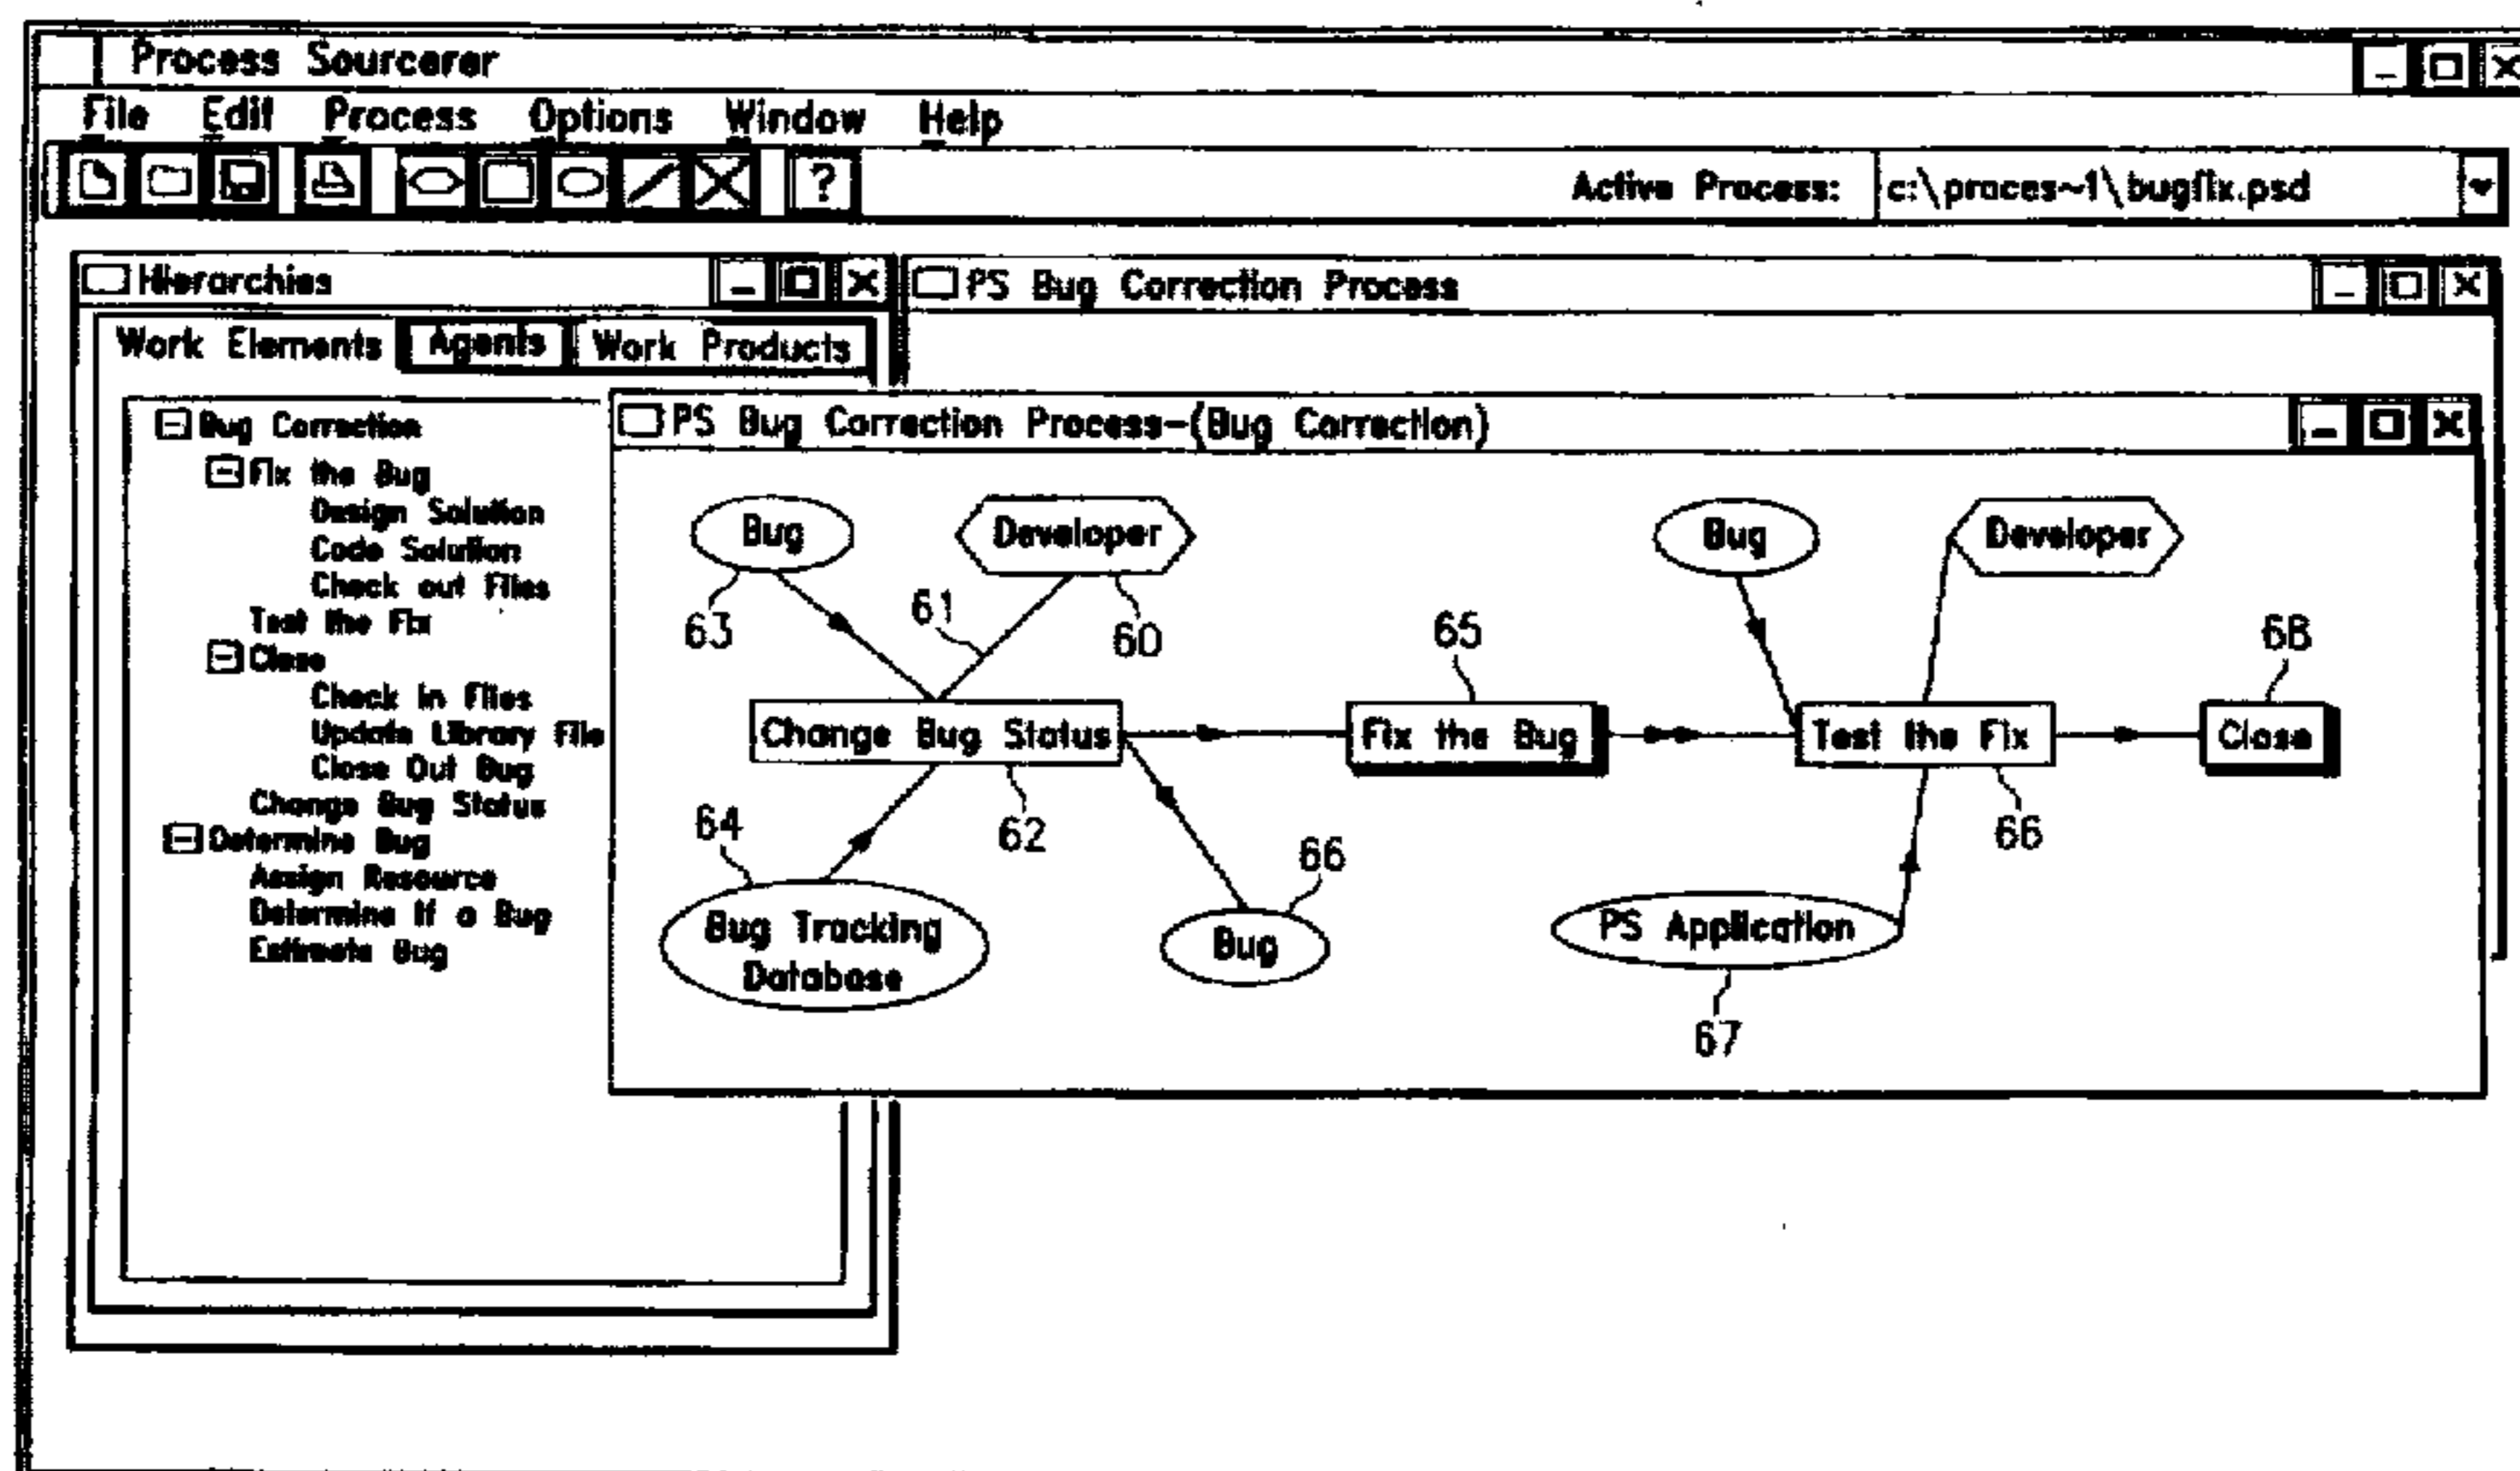 Process Sourcerer
File Edit Process Options Window Help
? Active Process: c:\proces~1\bugfix.psd
Hierarchies
Work Elements Agents Work Products
Bug Correction
Fix the Bug
Design Solution
Code Solution
Check out Files
Test the Fix
Close
Check in Files
Update Library File
Close Out Bug
Change Bug Status
Determine Bug
Assign Resource
Determine If a Bug
Estimate Bug
PS Bug Correction Process
PS Bug Correction Process-(Bug Correction)
Bug
63
Developer
60
61
Bug
Developer
Change Bug Status
62
Fix the Bug
65
Test the Fix
66
Close
68
64
Bug Tracking
Database
66
Bug
PS Application
67